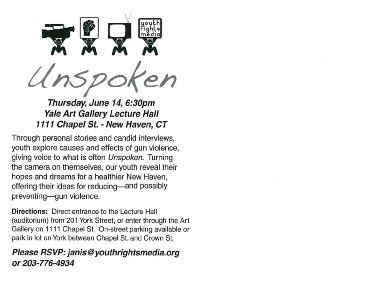 youth
rights
media
Unspoken
Thursday, June 14, 6:30pm
Yale Art Gallery Lecture Hall
1111 Chapel St. - New Haven, CT
Through personal stories and candid interviews,
youth explore causes and effects of gun violence,
giving voice to what is often Unspoken. Turning
the camera on themselves, our youth reveal their
hopes and dreams for a healthier New Haven,
offering their ideas for reducing—and possibly
preventing—gun violence.
Directions: Direct entrance to the Lecture Hall
(auditorium) from 201 York Street, or enter through the Art
Gallery on 1111 Chapel St. On-street parking available or
park in lot on York between Chapel St. and Crown St.
Please RSVP: janis@youthrightsmedia.org
or 203-776-4934